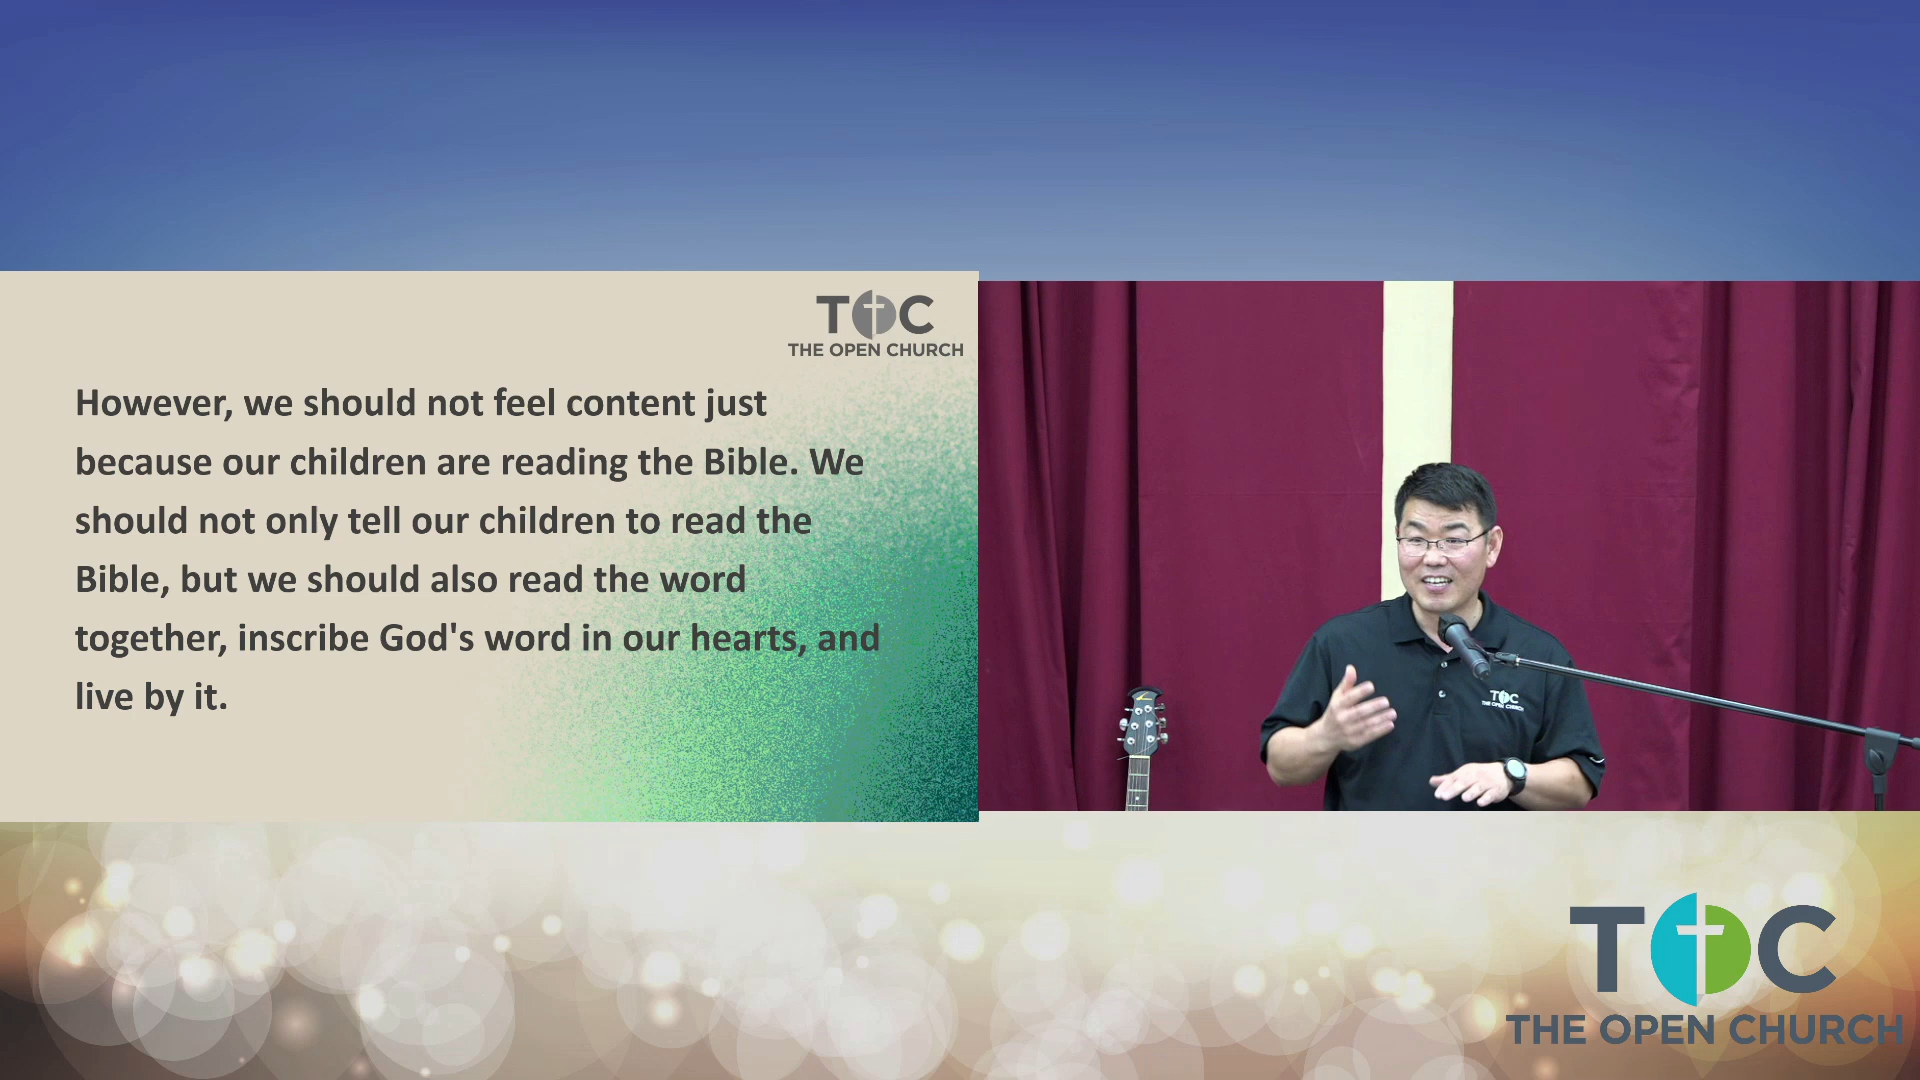 TOC
THE OPEN CHURCH
However, we should not feel content just
because our children are reading the Bible. We
should not only tell our children to read the
Bible, but we should also read the word
together, inscribe God's word in our hearts, and
live by it.
TOC
THE OPEN CHURCH
TOC
THE OPEN CHURCH